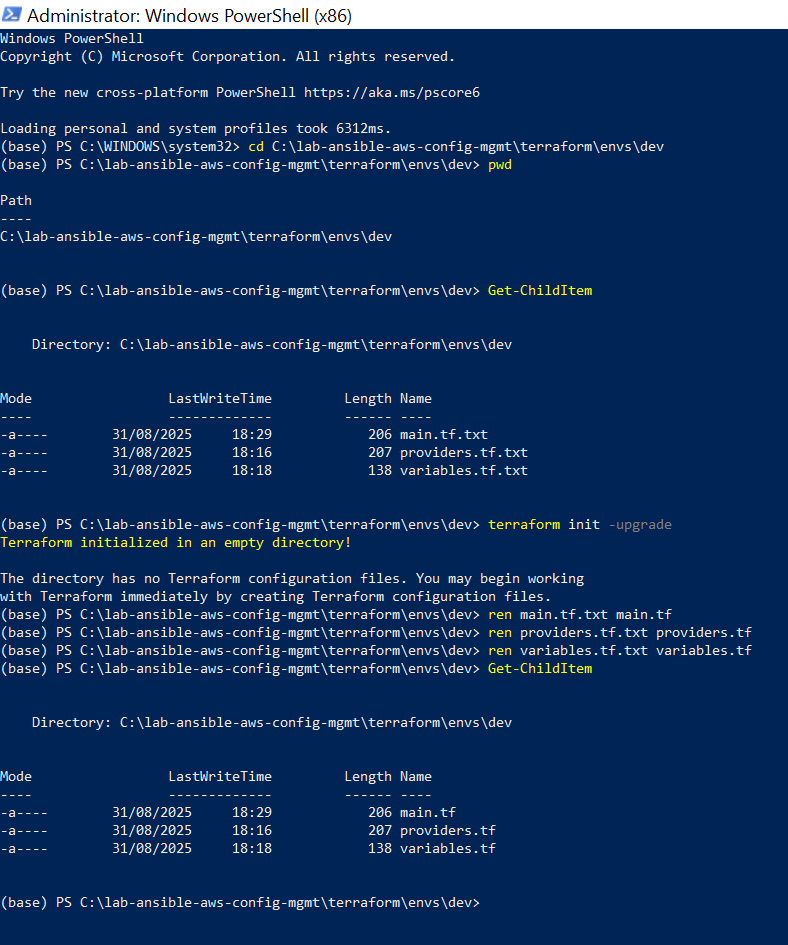 Administrator: Windows PowerShell (x86)
Windows PowerShell
Copyright (C) Microsoft Corporation. All rights reserved.
Try the new cross-platform PowerShell https://aka.ms/pscore6
Loading personal and system profiles took 6312ms.
(base) PS C:\WINDOWS\system32> cd C:\lab-ansible-aws-config-mgmt\terraform\envs\dev
(base) PS C:\lab-ansible-aws-config-mgmt\terraform\envs\dev> pwd
Path
----
C:\lab-ansible-aws-config-mgmt\terraform\envs\dev
(base) PS C:\lab-ansible-aws-config-mgmt\terraform\envs\dev> Get-ChildItem
    Directory: C:\lab-ansible-aws-config-mgmt\terraform\envs\dev
Mode                 LastWriteTime         Length Name
----                 -------------         ------ ----
-a----        31/08/2025     18:29            206 main.tf.txt
-a----        31/08/2025     18:16            207 providers.tf.txt
-a----        31/08/2025     18:18            138 variables.tf.txt
(base) PS C:\lab-ansible-aws-config-mgmt\terraform\envs\dev> terraform init -upgrade
Terraform initialized in an empty directory!
The directory has no Terraform configuration files. You may begin working
with Terraform immediately by creating Terraform configuration files.
(base) PS C:\lab-ansible-aws-config-mgmt\terraform\envs\dev> ren main.tf.txt main.tf
(base) PS C:\lab-ansible-aws-config-mgmt\terraform\envs\dev> ren providers.tf.txt providers.tf
(base) PS C:\lab-ansible-aws-config-mgmt\terraform\envs\dev> ren variables.tf.txt variables.tf
(base) PS C:\lab-ansible-aws-config-mgmt\terraform\envs\dev> Get-ChildItem
    Directory: C:\lab-ansible-aws-config-mgmt\terraform\envs\dev
Mode                 LastWriteTime         Length Name
----                 -------------         ------ ----
-a----        31/08/2025     18:29            206 main.tf
-a----        31/08/2025     18:16            207 providers.tf
-a----        31/08/2025     18:18            138 variables.tf
(base) PS C:\lab-ansible-aws-config-mgmt\terraform\envs\dev>